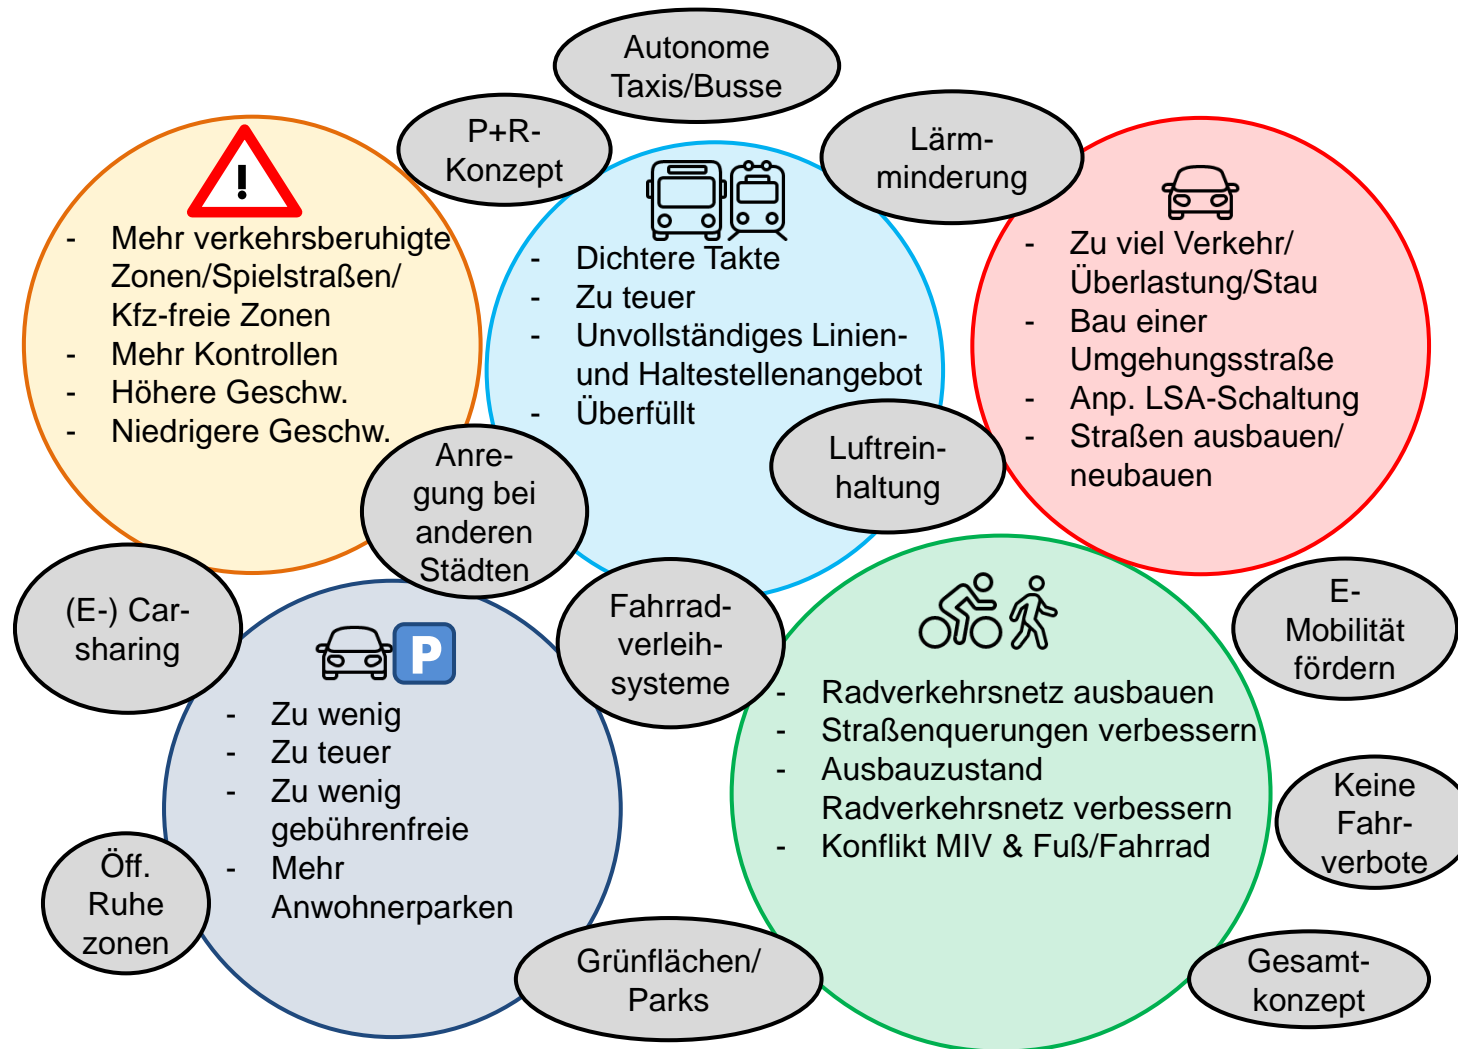 Autonome
Taxis/Busse
P+R-
Konzept
Lärm-
minderung
!
- Mehr verkehrsberuhigte
Zonen/Spielstraßen/
Kfz-freie Zonen
- Mehr Kontrollen
- Höhere Geschw.
- Niedrigere Geschw.
- Dichtere Takte
- Zu teuer
- Unvollständiges Linien-
und Haltestellenangebot
- Überfüllt
- Zu viel Verkehr/
Überlastung/Stau
- Bau einer
Umgehungsstraße
- Anp. LSA-Schaltung
- Straßen ausbauen/
neubauen
Anre-
gung bei
anderen
Städten
Luftrein-
haltung
(E-) Car-
sharing
Fahrrad-
verleih-
systeme
E-
Mobilität
fördern
P
- Zu wenig
- Zu teuer
- Zu wenig
gebührenfreie
- Mehr
Anwohnerparken
- Radverkehrsnetz ausbauen
- Straßenquerungen verbessern
- Ausbauzustand
Radverkehrsnetz verbessern
- Konflikt MIV & Fuß/Fahrrad
Keine
Fahr-
verbote
Öff.
Ruhe
zonen
Grünflächen/
Parks
Gesamt-
konzept